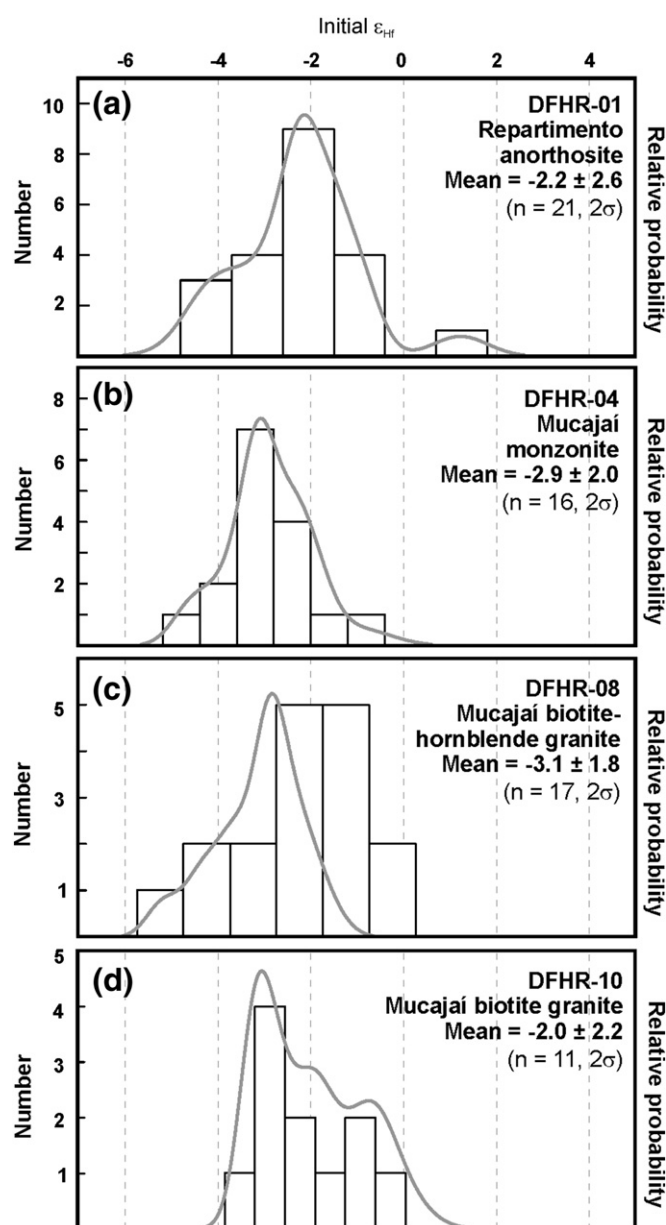 Initial εHf
-6 -4 -2 0 2 4
(a)
DFHR-01
Repartimento
anorthosite
Mean = -2.2 ± 2.6
(n = 21, 2σ)
10
8
6
4
2
Number
Relative probability
(b)
DFHR-04
Mucajaí
monzonite
Mean = -2.9 ± 2.0
(n = 16, 2σ)
8
6
4
2
Number
Relative probability
(c)
DFHR-08
Mucajaí biotite-
hornblende granite
Mean = -3.1 ± 1.8
(n = 17, 2σ)
5
3
1
Number
Relative probability
(d)
DFHR-10
Mucajaí biotite granite
Mean = -2.0 ± 2.2
(n = 11, 2σ)
5
4
3
2
1
Number
Relative probability